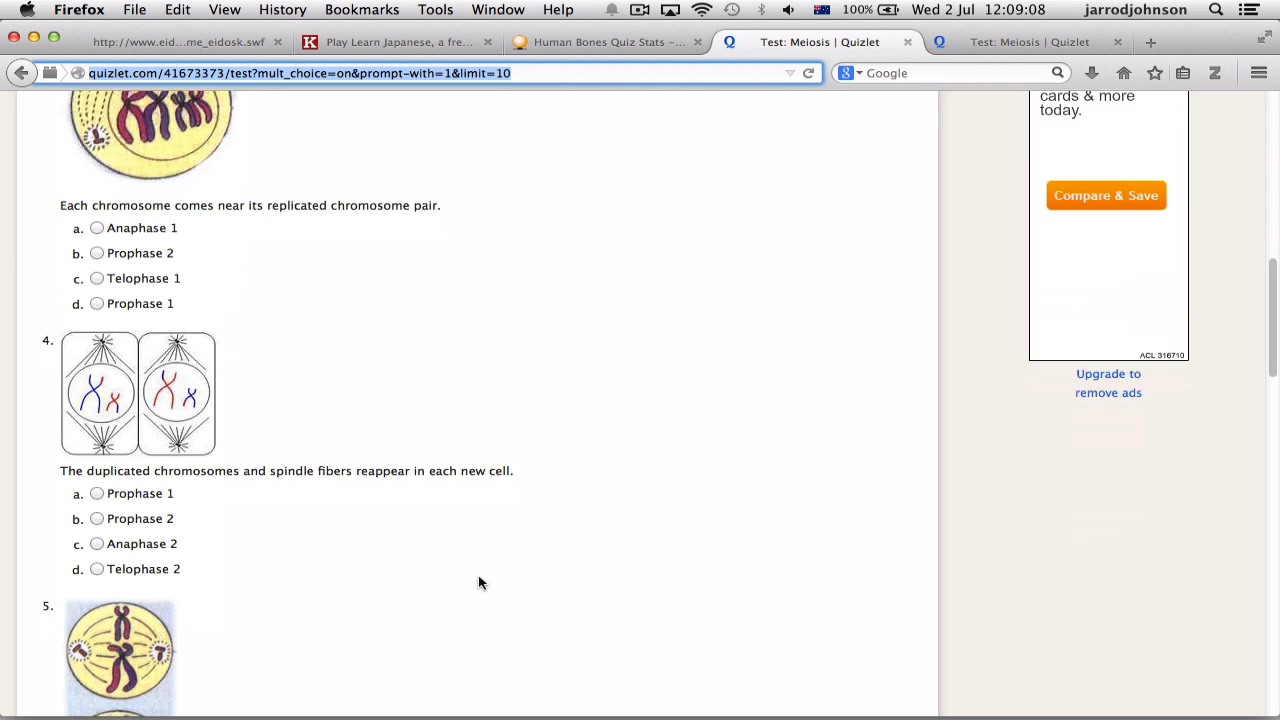 Firefox File Edit View History Bookmarks Tools Window Help 100% Wed 2 Jul 12:09:08 jarrodjohnson
http://www.eid...me_eidosk.swf Play Learn Japanese, a fre... Human Bones Quiz Stats – ... Test: Meiosis | Quizlet Test: Meiosis | Quizlet
quizlet.com/41673373/test?mult_choice=on&prompt-with=1&limit=10 Google
cards & more
today.
Compare & Save
ACL 316710
Upgrade to
remove ads
Each chromosome comes near its replicated chromosome pair.
a. Anaphase 1
b. Prophase 2
c. Telophase 1
d. Prophase 1
4.
The duplicated chromosomes and spindle fibers reappear in each new cell.
a. Prophase 1
b. Prophase 2
c. Anaphase 2
d. Telophase 2
5.